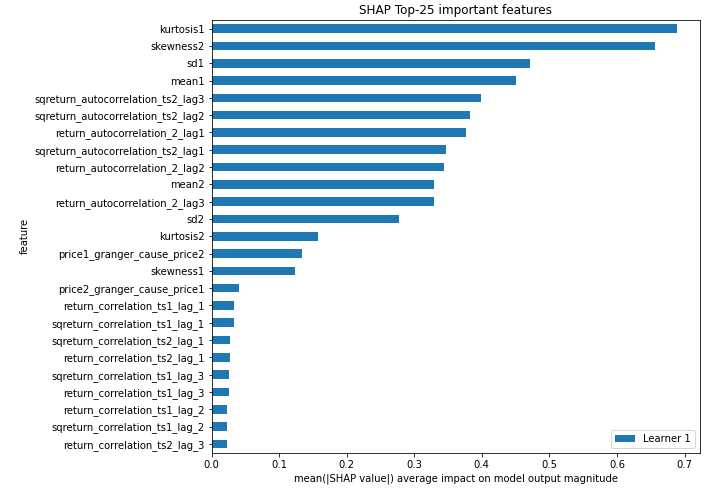 SHAP Top-25 important features
kurtosis1
skewness2
sd1
mean1
sqreturn_autocorrelation_ts2_lag3
sqreturn_autocorrelation_ts2_lag2
return_autocorrelation_2_lag1
sqreturn_autocorrelation_ts2_lag1
return_autocorrelation_2_lag2
mean2
return_autocorrelation_2_lag3
sd2
kurtosis2
price1_granger_cause_price2
skewness1
price2_granger_cause_price1
return_correlation_ts1_lag_1
sqreturn_correlation_ts1_lag_1
sqreturn_correlation_ts2_lag_1
return_correlation_ts2_lag_1
sqreturn_correlation_ts1_lag_3
return_correlation_ts1_lag_3
return_correlation_ts1_lag_2
sqreturn_correlation_ts1_lag_2
return_correlation_ts2_lag_3
feature
Learner 1
0.0 0.1 0.2 0.3 0.4 0.5 0.6 0.7
mean(|SHAP value|) average impact on model output magnitude